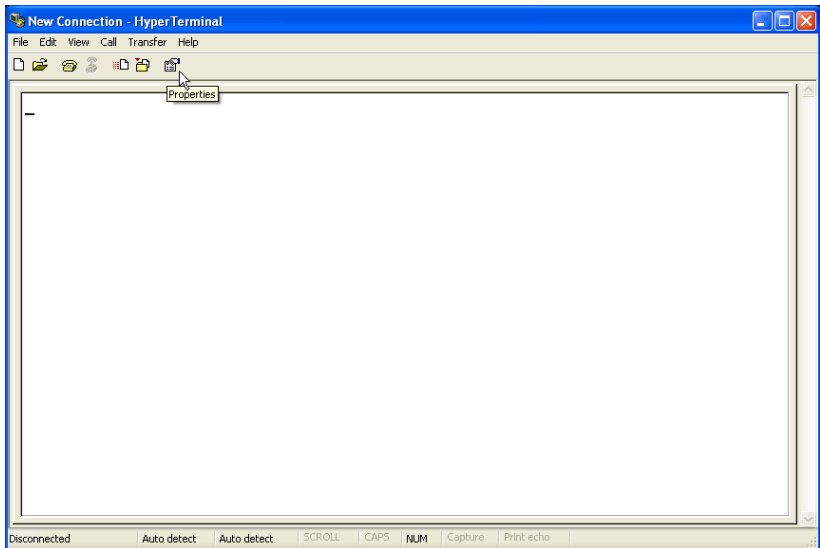 New Connection - HyperTerminal
File Edit View Call Transfer Help
Properties
Disconnected Auto detect Auto detect SCROLL CAPS NUM Capture Print echo